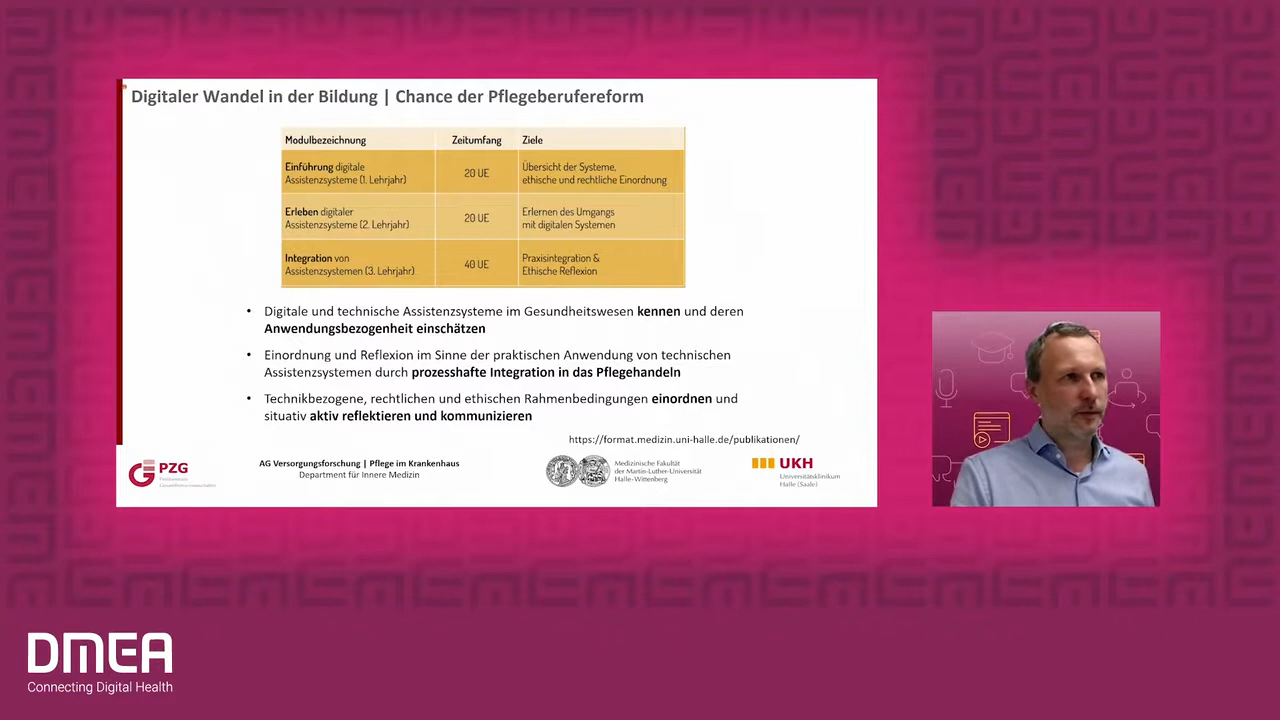 Digitaler Wandel in der Bildung | Chance der Pflegeberufereform
Modulbezeichnung Zeitumfang Ziele
Einführung digitale
Assistenzsysteme (1. Lehrjahr)
20 UE
Übersicht der Systeme,
ethische und rechtliche Einordnung
Erleben digitaler
Assistenzsysteme (2. Lehrjahr)
20 UE
Erlernen des Umgangs
mit digitalen Systemen
Integration von
Assistenzsystemen (3. Lehrjahr)
40 UE
Praxisintegration &
Ethische Reflexion
• Digitale und technische Assistenzsysteme im Gesundheitswesen kennen und deren
Anwendungsbezogenheit einschätzen
• Einordnung und Reflexion im Sinne der praktischen Anwendung von technischen
Assistenzsystemen durch prozesshafte Integration in das Pflegehandeln
• Technikbezogene, rechtlichen und ethischen Rahmenbedingungen einordnen und
situativ aktiv reflektieren und kommunizieren
https://format.medizin.uni-halle.de/publikationen/
PZG
AG Versorgungsforschung | Pflege im Krankenhaus
Department für Innere Medizin
Medizinische Fakultät
der Martin-Luther-Universität
Halle-Wittenberg
UKH
Universitätsklinikum
Halle (Saale)
DMEA
Connecting Digital Health